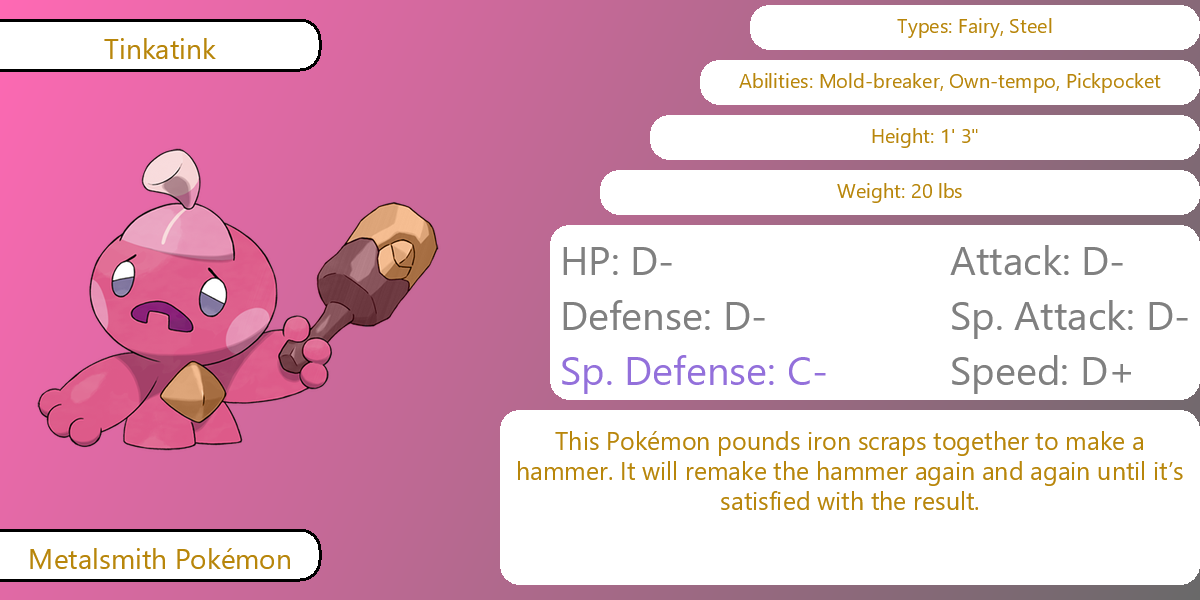 Tinkatink
Types: Fairy, Steel
Abilities: Mold-breaker, Own-tempo, Pickpocket
Height: 1' 3"
Weight: 20 lbs
HP: D-
Attack: D-
Defense: D-
Sp. Attack: D-
Sp. Defense: C-
Speed: D+
This Pokémon pounds iron scraps together to make a
hammer. It will remake the hammer again and again until it’s
satisfied with the result.
Metalsmith Pokémon